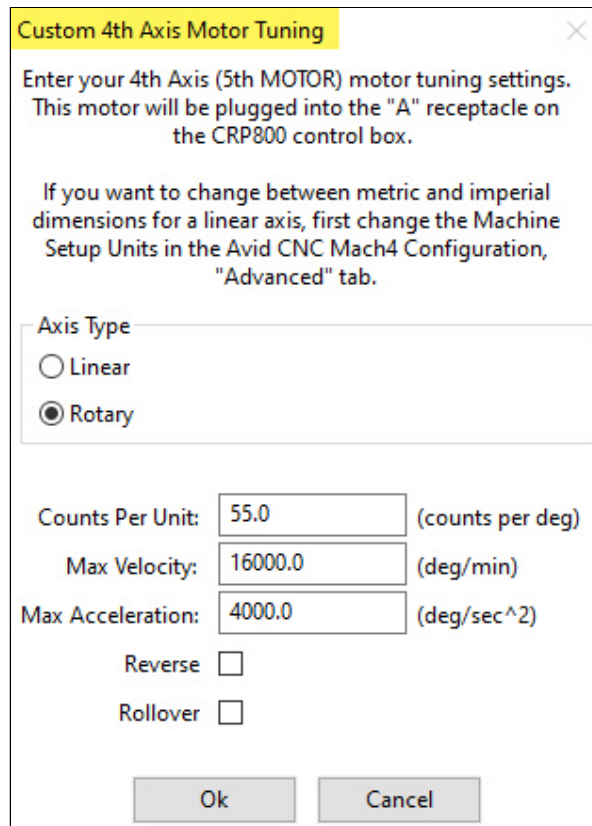 Custom 4th Axis Motor Tuning
Enter your 4th Axis (5th MOTOR) motor tuning settings.
This motor will be plugged into the "A" receptacle on
the CRP800 control box.
If you want to change between metric and imperial
dimensions for a linear axis, first change the Machine
Setup Units in the Avid CNC Mach4 Configuration,
"Advanced" tab.
Axis Type
Linear
Rotary
Counts Per Unit: 55.0 (counts per deg)
Max Velocity: 16000.0 (deg/min)
Max Acceleration: 4000.0 (deg/sec^2)
Reverse
Rollover
Ok Cancel